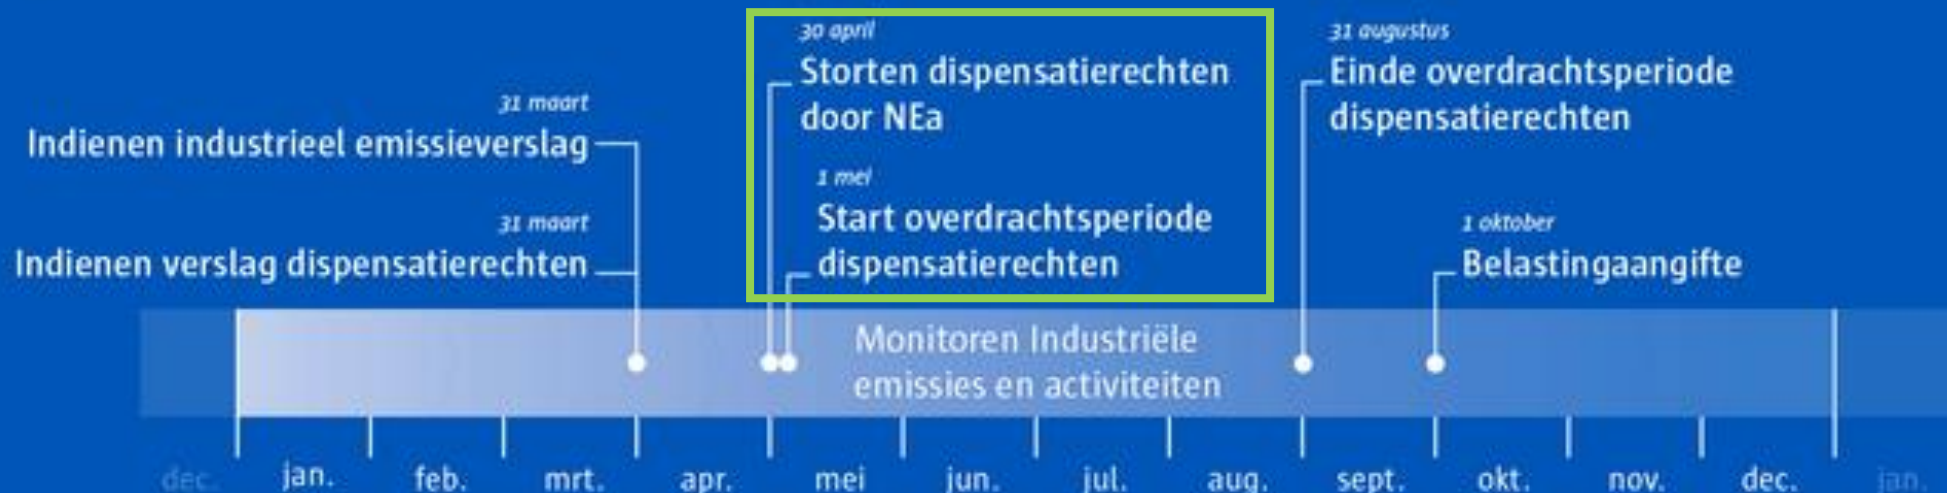 31 maart
Indienen industrieel emissieverslag
31 maart
Indienen verslag dispensatierechten
30 april
Storten dispensatierechten
door NEa
1 mei
Start overdrachtsperiode
dispensatierechten
31 augustus
Einde overdrachtsperiode
dispensatierechten
1 oktober
Belastingaangifte
Monitoren Industriële
emissies en activiteiten
dec. jan. feb. mrt. apr. mei jun. jul. aug. sept. okt. nov. dec. jan.